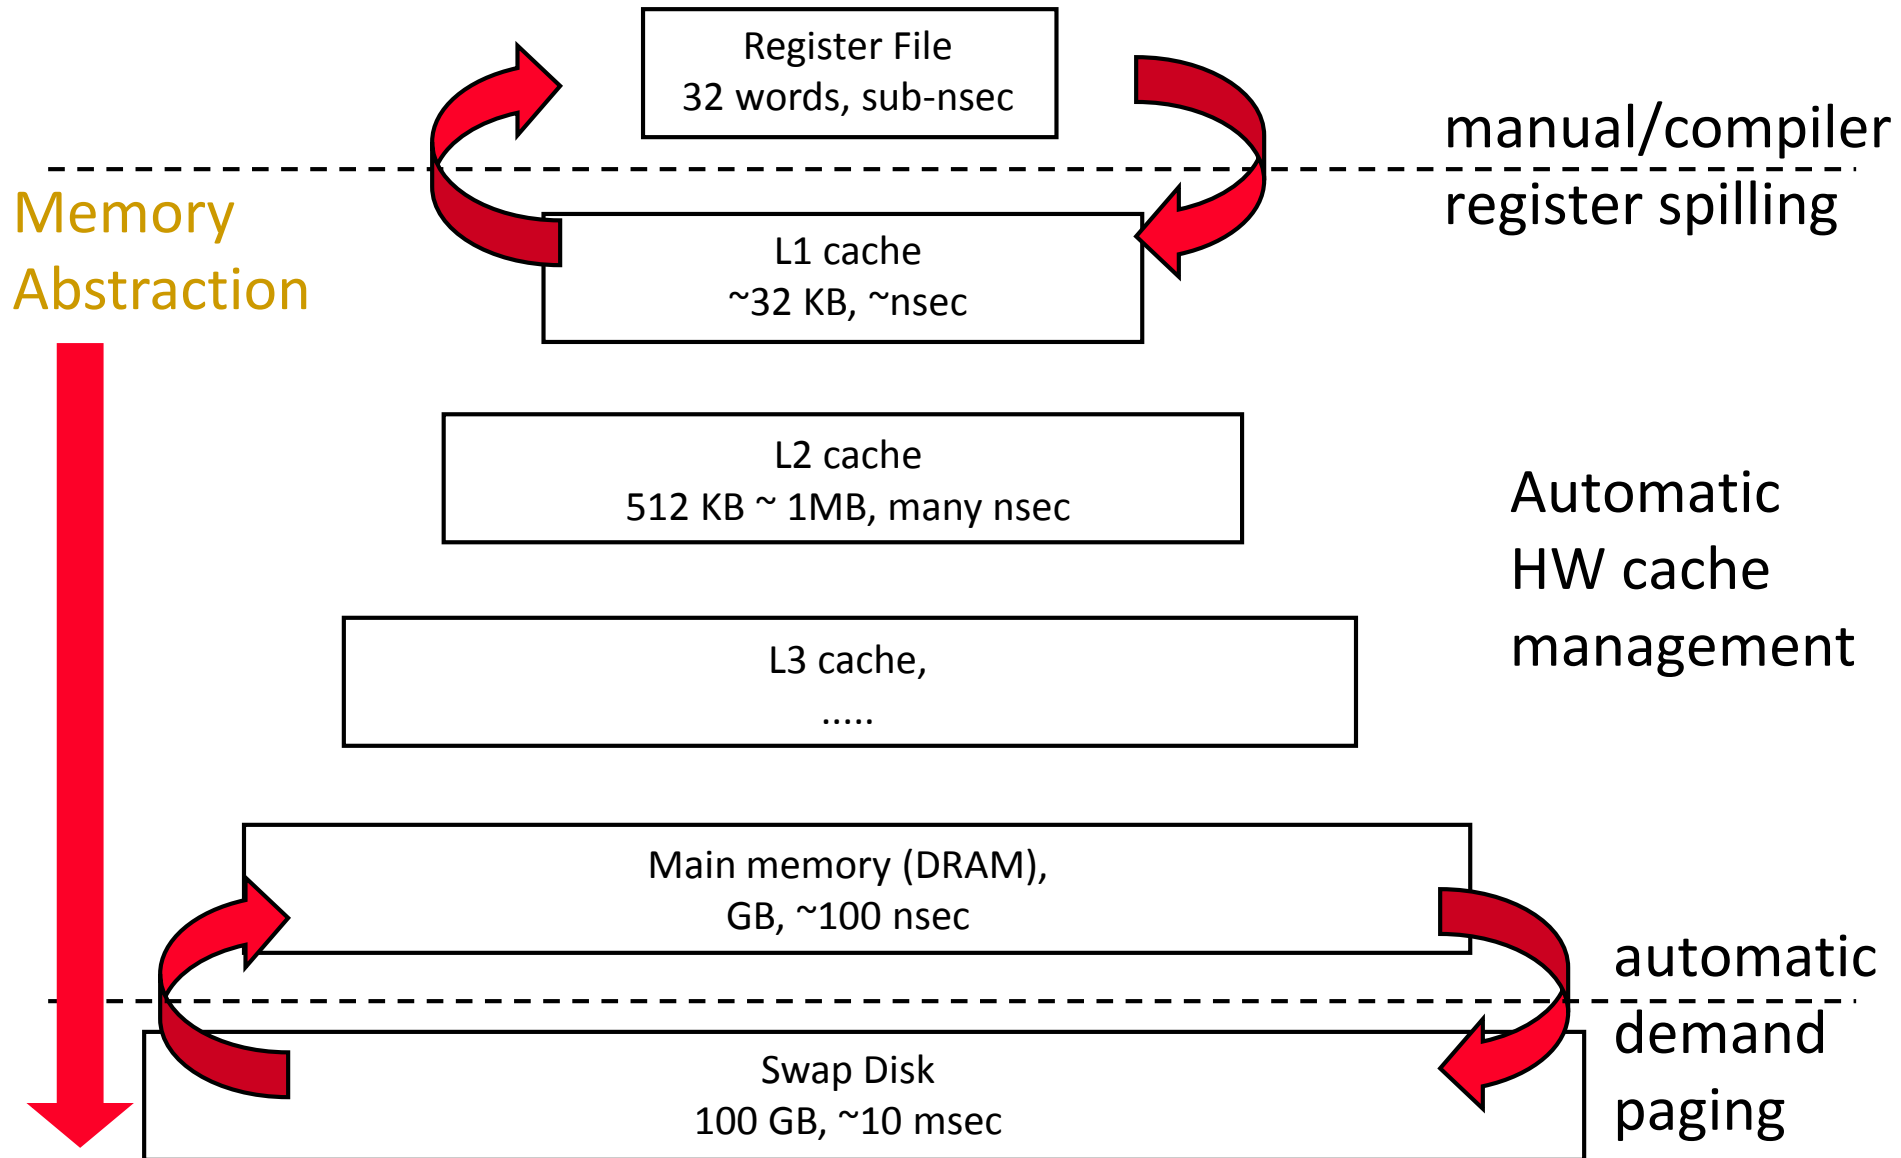 Register File
32 words, sub-nsec
manual/compiler
register spilling
Memory
Abstraction
L1 cache
~32 KB, ~nsec
L2 cache
512 KB ~ 1MB, many nsec
Automatic
HW cache
management
L3 cache,
.....
Main memory (DRAM),
GB, ~100 nsec
automatic
demand
paging
Swap Disk
100 GB, ~10 msec